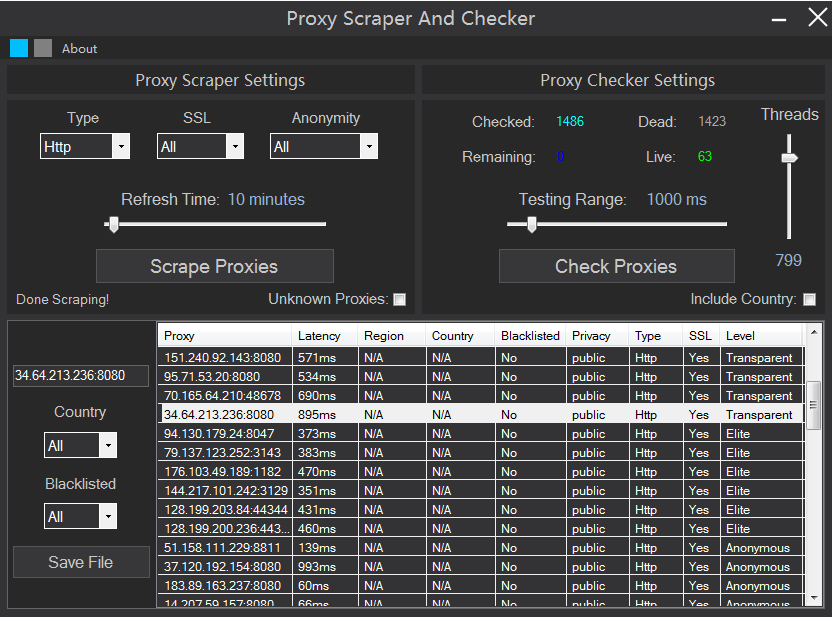 Proxy Scraper And Checker
About
Proxy Scraper Settings
Type SSL Anonymity
Http All All
Refresh Time: 10 minutes
Scrape Proxies
Done Scraping! Unknown Proxies:
Proxy Checker Settings
Checked: 1486 Dead: 1423
Remaining: 0 Live: 63
Testing Range: 1000 ms
Check Proxies
Threads
799
Include Country:
34.64.213.236:8080
Country
All
Blacklisted
All
Save File
Proxy Latency Region Country Blacklisted Privacy Type SSL Level
151.240.92.143:8080 571ms N/A N/A No public Http Yes Transparent
95.71.53.20:8080 534ms N/A N/A No public Http Yes Transparent
70.165.64.210:48678 690ms N/A N/A No public Http Yes Transparent
34.64.213.236:8080 895ms N/A N/A No public Http Yes Transparent
94.130.179.24:8047 373ms N/A N/A No public Http Yes Elite
79.137.123.252:3143 383ms N/A N/A No public Http Yes Elite
176.103.49.189:1182 470ms N/A N/A No public Http Yes Elite
144.217.101.242:3129 351ms N/A N/A No public Http Yes Elite
128.199.203.84:44344 431ms N/A N/A No public Http Yes Elite
128.199.200.236:443... 460ms N/A N/A No public Http Yes Elite
51.158.111.229:8811 139ms N/A N/A No public Http Yes Anonymous
37.120.192.154:8080 993ms N/A N/A No public Http Yes Anonymous
183.89.163.237:8080 60ms N/A N/A No public Http Yes Anonymous
14.207.59.157:8080 66ms N/A N/A No public Http Yes Anonymous